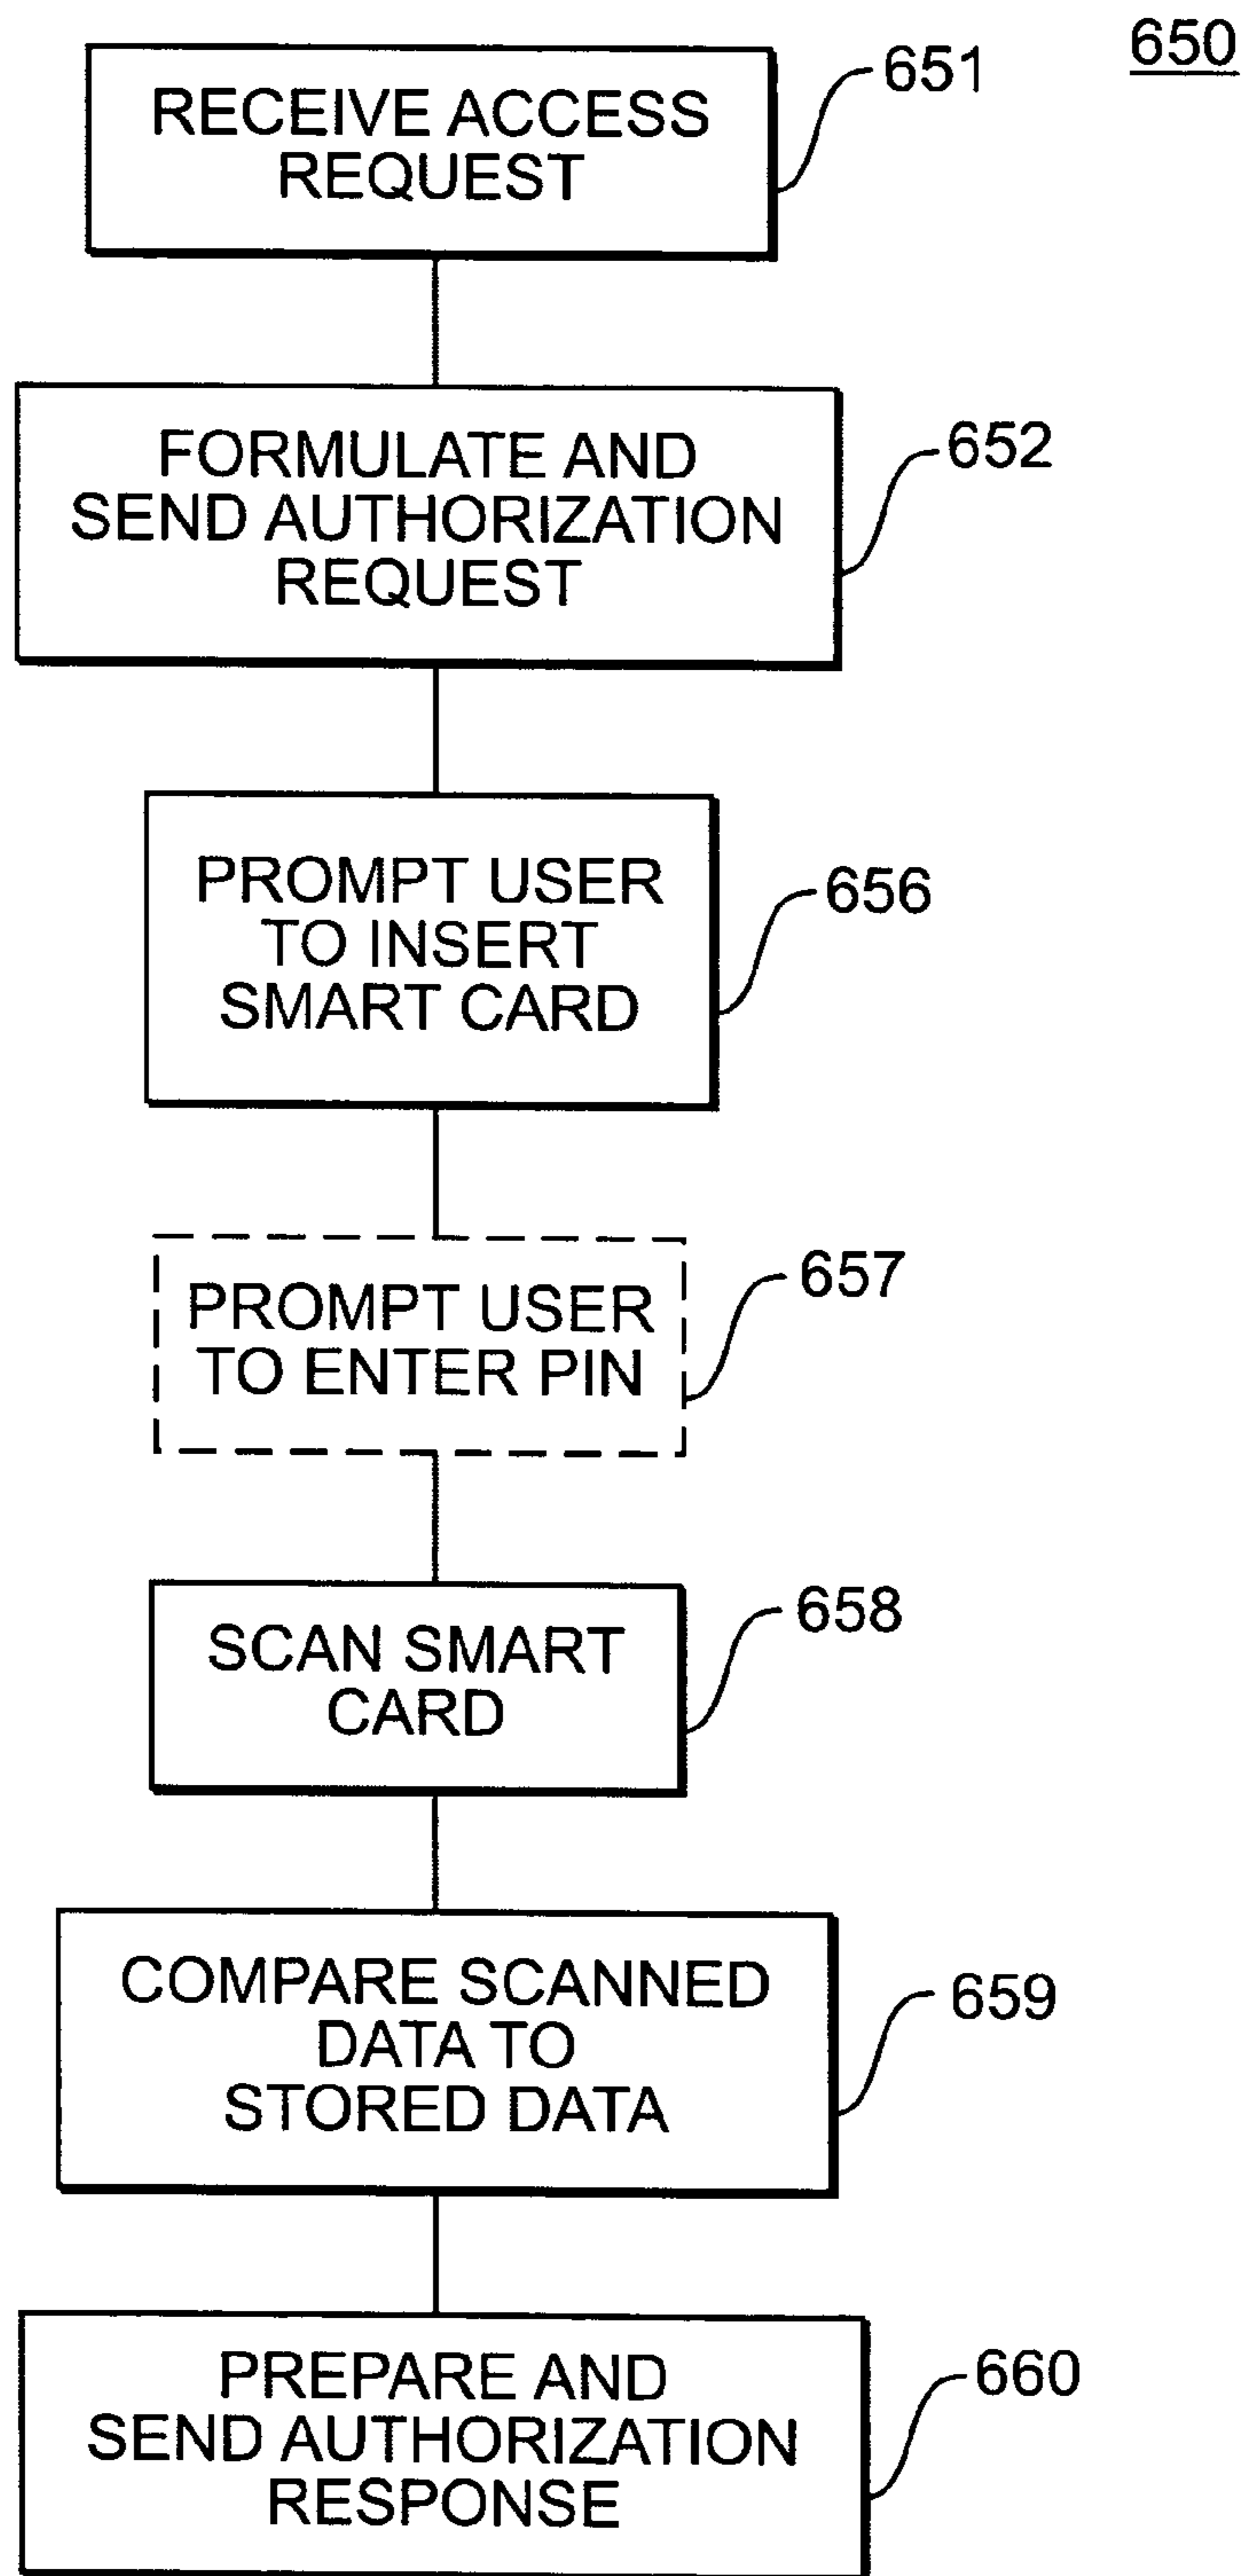 650
RECEIVE ACCESS
REQUEST
651
FORMULATE AND
SEND AUTHORIZATION
REQUEST
652
PROMPT USER
TO INSERT
SMART CARD
656
PROMPT USER
TO ENTER PIN
657
SCAN SMART
CARD
658
COMPARE SCANNED
DATA TO
STORED DATA
659
PREPARE AND
SEND AUTHORIZATION
RESPONSE
660